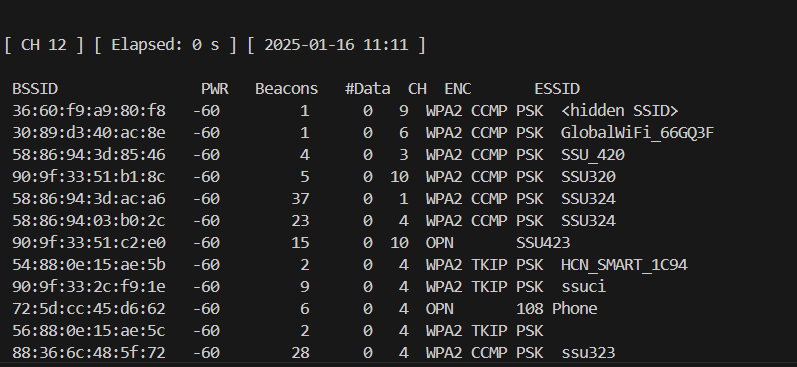 [ CH 12 ] [ Elapsed: 0 s ] [ 2025-01-16 11:11 ]
BSSID PWR Beacons #Data CH ENC ESSID
36:60:f9:a9:80:f8 -60 1 0 9 WPA2 CCMP PSK <hidden SSID>
30:89:d3:40:ac:8e -60 1 0 6 WPA2 CCMP PSK GlobalWiFi_66GQ3F
58:86:94:3d:85:46 -60 4 0 3 WPA2 CCMP PSK SSU_420
90:9f:33:51:b1:8c -60 5 0 10 WPA2 CCMP PSK SSU320
58:86:94:3d:ac:a6 -60 37 0 1 WPA2 CCMP PSK SSU324
58:86:94:03:b0:2c -60 23 0 4 WPA2 CCMP PSK SSU324
90:9f:33:51:c2:e0 -60 15 0 10 OPN SSU423
54:88:0e:15:ae:5b -60 2 0 4 WPA2 TKIP PSK HCN_SMART_1C94
90:9f:33:2c:f9:1e -60 9 0 4 WPA2 TKIP PSK ssuci
72:5d:cc:45:d6:62 -60 6 0 4 OPN 108 Phone
56:88:0e:15:ae:5c -60 2 0 4 WPA2 TKIP PSK
88:36:6c:48:5f:72 -60 28 0 4 WPA2 CCMP PSK ssu323